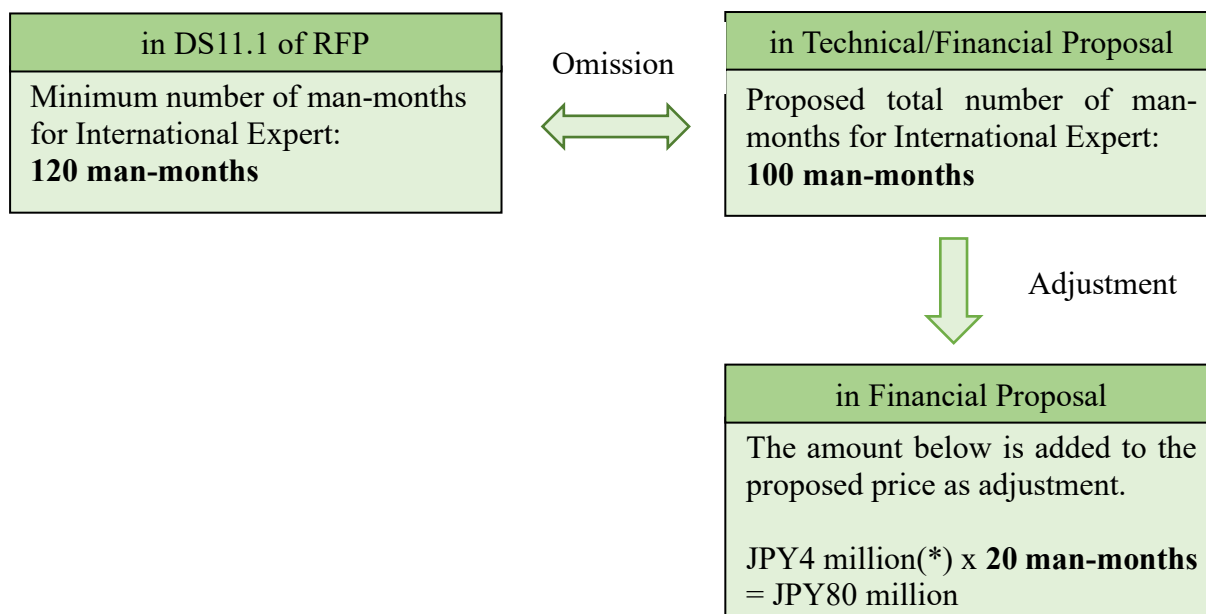 in DS11.1 of RFP
Minimum number of man-months
for International Expert:
120 man-months
Omission
in Technical/Financial Proposal
Proposed total number of man-
months for International Expert:
100 man-months
Adjustment
in Financial Proposal
The amount below is added to the
proposed price as adjustment.
JPY4 million(*) x 20 man-months
= JPY80 million